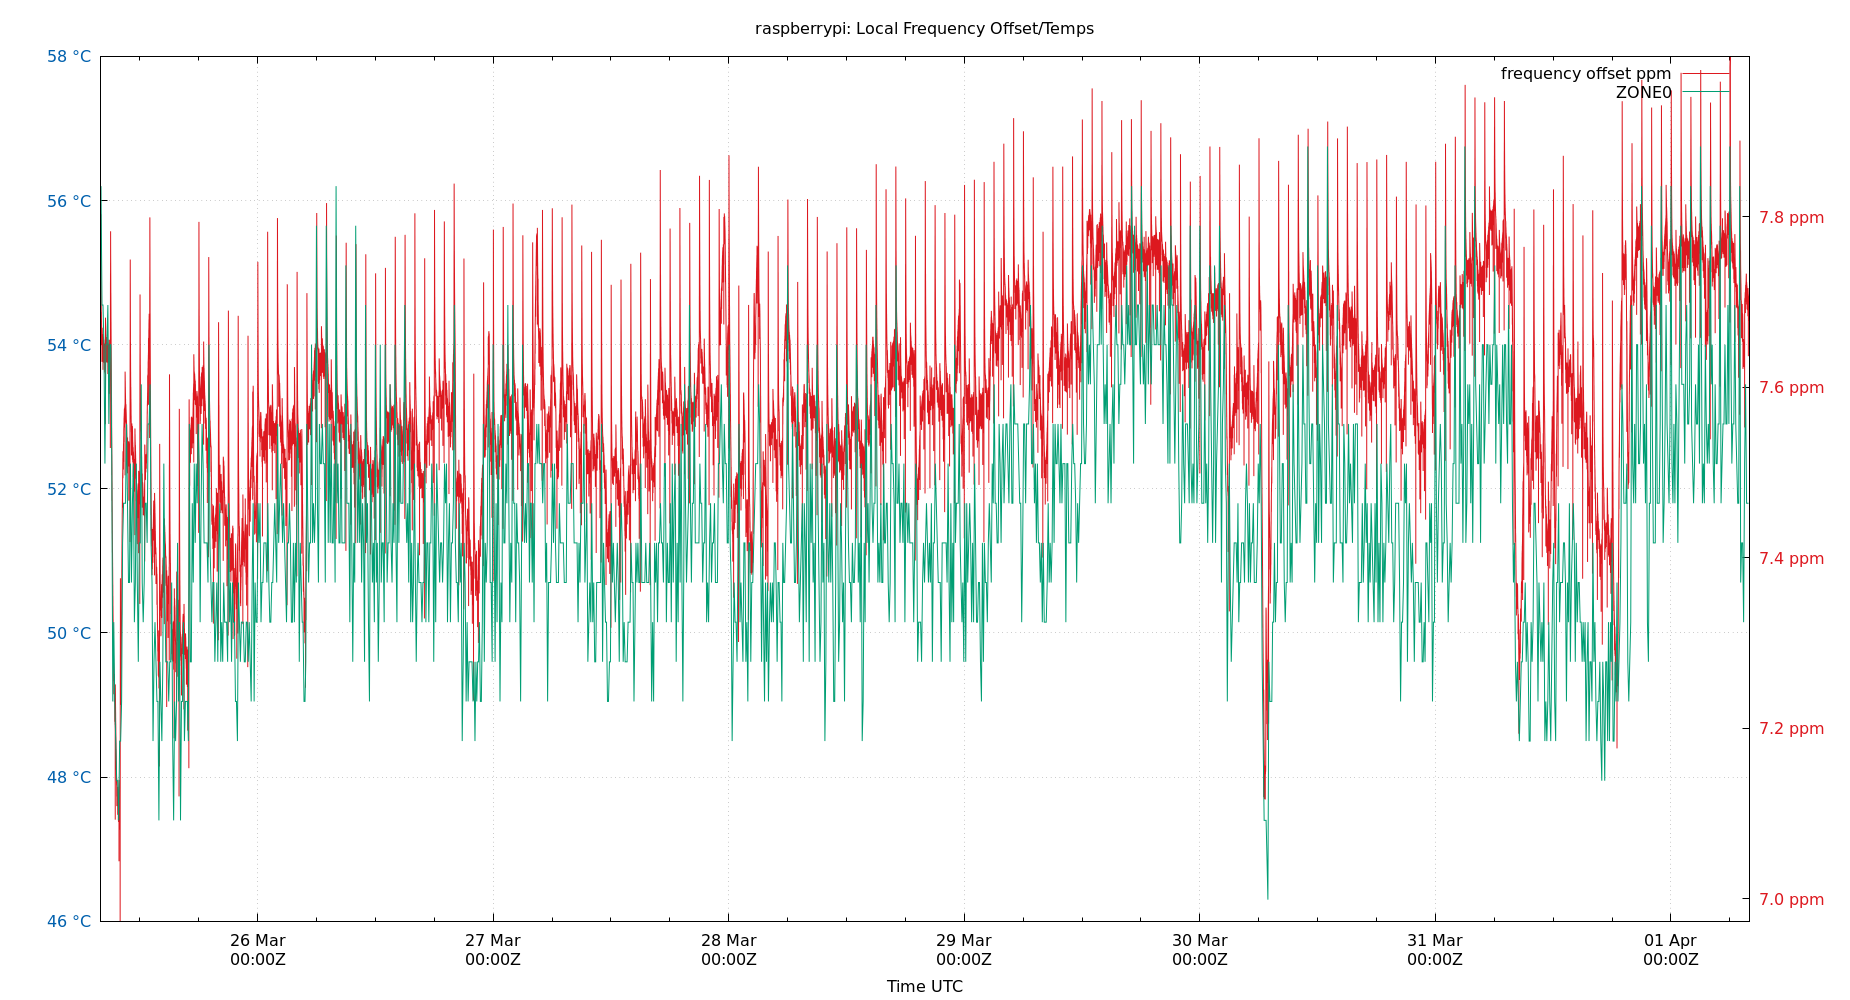 raspberrypi: Local Frequency Offset/Temps
58 °C
56 °C
54 °C
52 °C
50 °C
48 °C
46 °C
frequency offset ppm
ZONE0
7.8 ppm
7.6 ppm
7.4 ppm
7.2 ppm
7.0 ppm
26 Mar
00:00Z
27 Mar
00:00Z
28 Mar
00:00Z
29 Mar
00:00Z
30 Mar
00:00Z
31 Mar
00:00Z
01 Apr
00:00Z
Time UTC